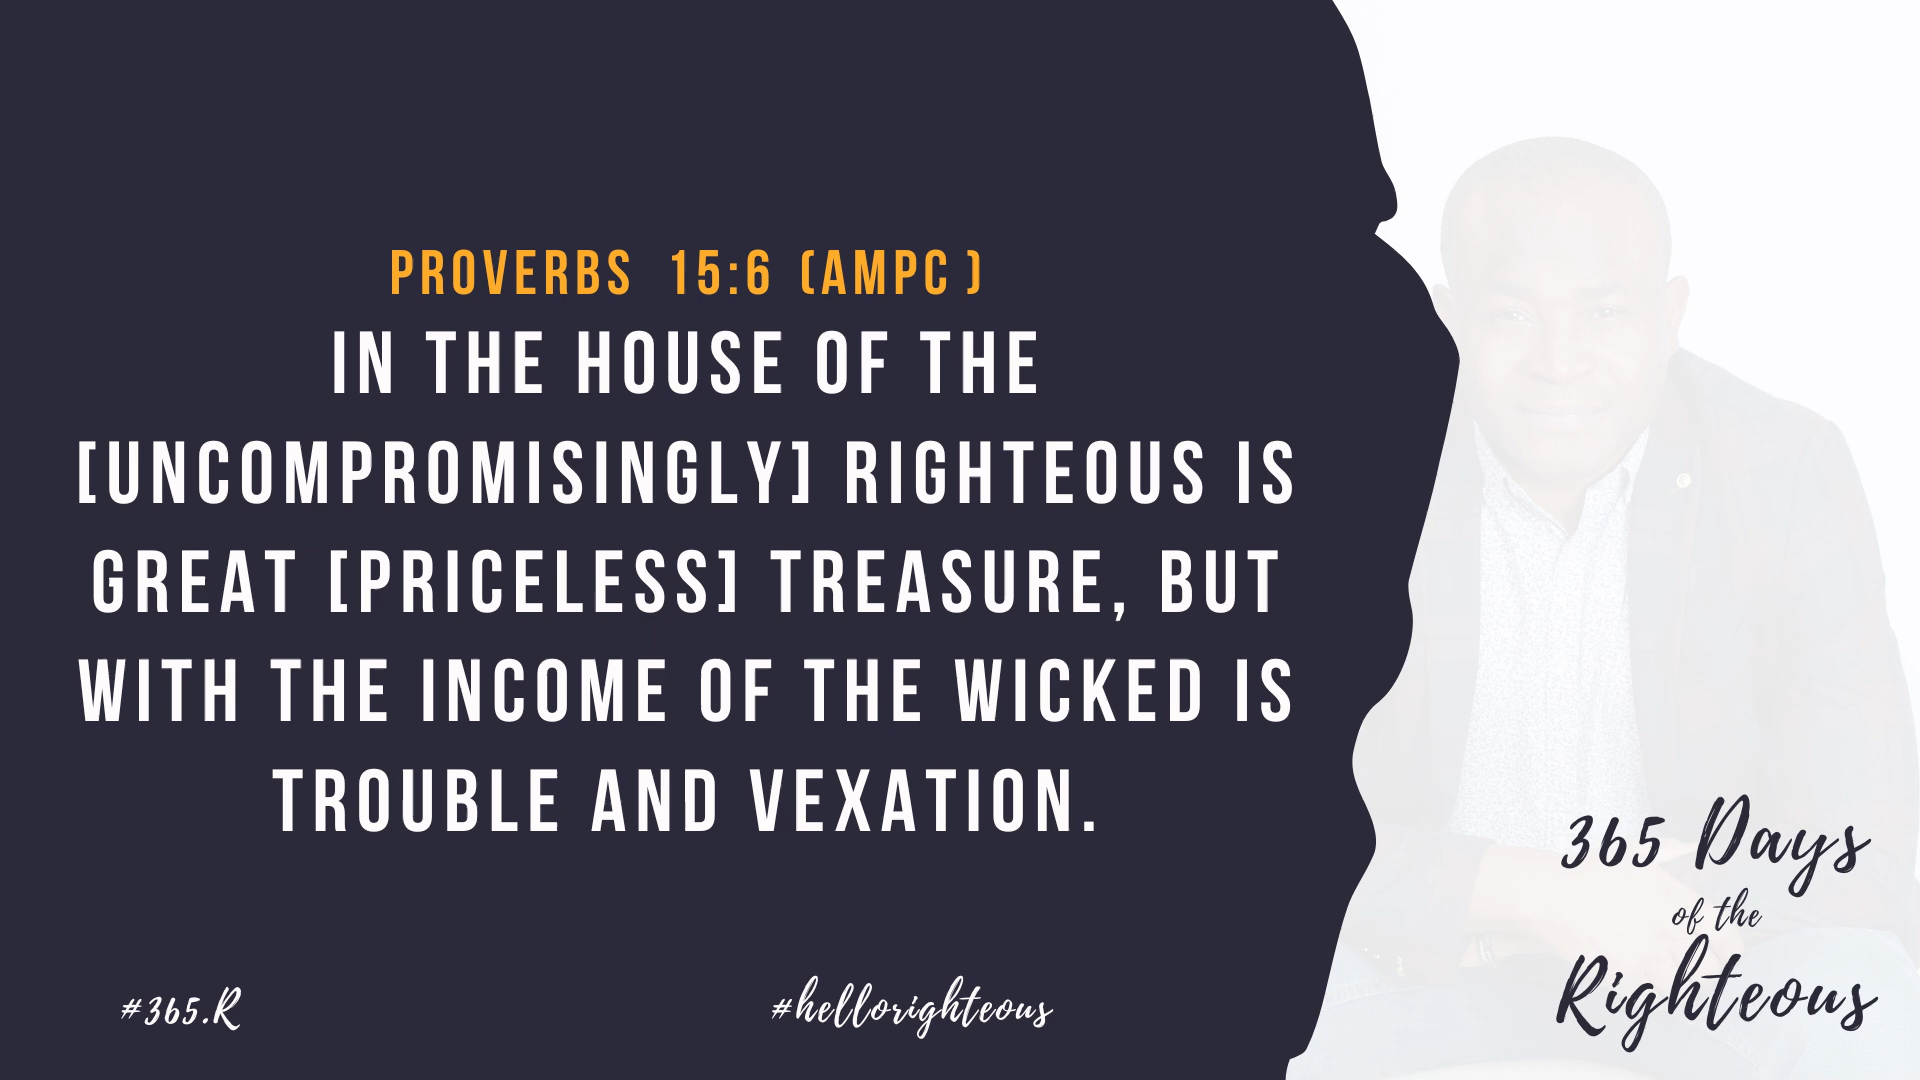 PROVERBS 15:6 (AMPC )
IN THE HOUSE OF THE
[UNCOMPROMISINGLY] RIGHTEOUS IS
GREAT [PRICELESS] TREASURE, BUT
WITH THE INCOME OF THE WICKED IS
TROUBLE AND VEXATION.
#365.R
#hellorighteous
365 Days
of the
Righteous